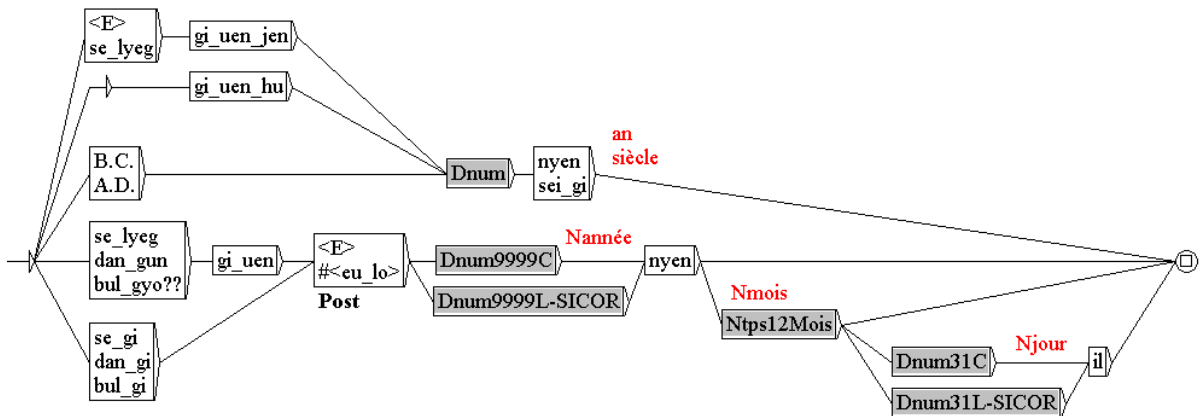 <E>
se_lyeg
gi_uen_jen
gi_uen_hu
B.C.
A.D.
Dnum
nyen
sei_gi
an
siècle
se_lyeg
dan_gun
bul_gyo??
gi_uen
<E>
#<eu_lo>
Post
Dnum9999C
Nannée
Dnum9999L-SICOR
nyen
Nmois
Ntps12Mois
se_gi
dan_gi
bul_gi
Dnum31C
Njour
Dnum31L-SICOR
il